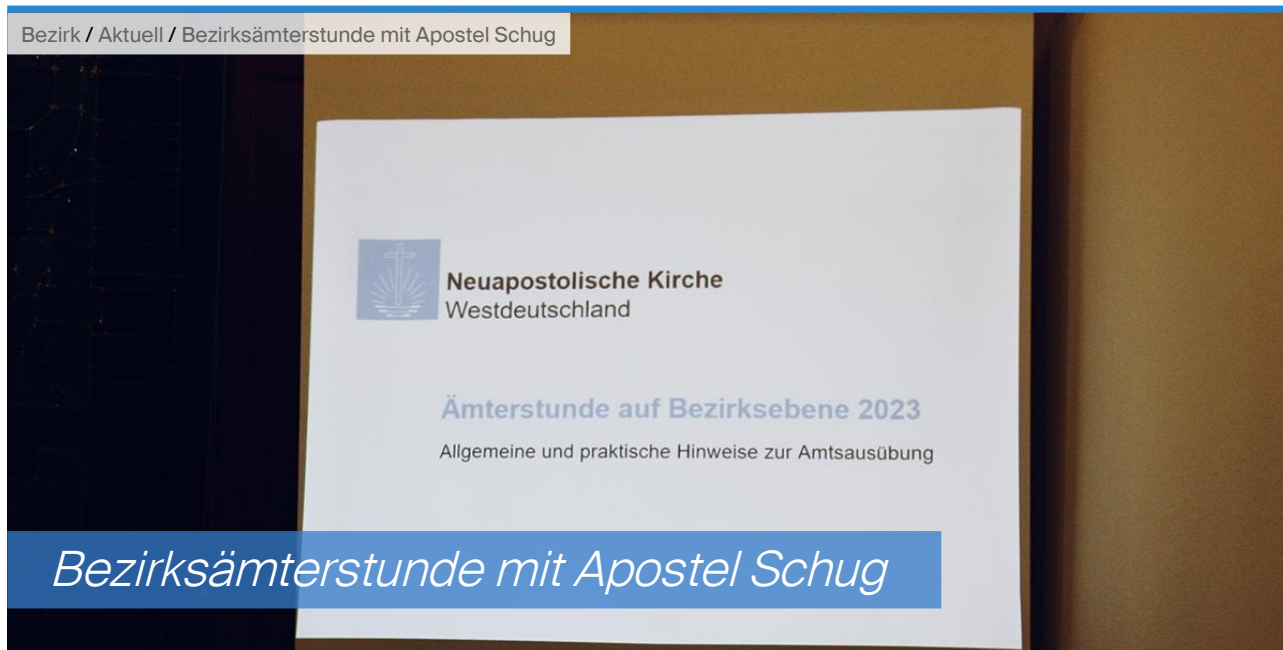 Bezirk / Aktuell / Bezirksämterstunde mit Apostel Schug
Neuapostolische Kirche
Westdeutschland
Ämterstunde auf Bezirksebene 2023
Allgemeine und praktische Hinweise zur Amtsausübung
Bezirksämterstunde mit Apostel Schug